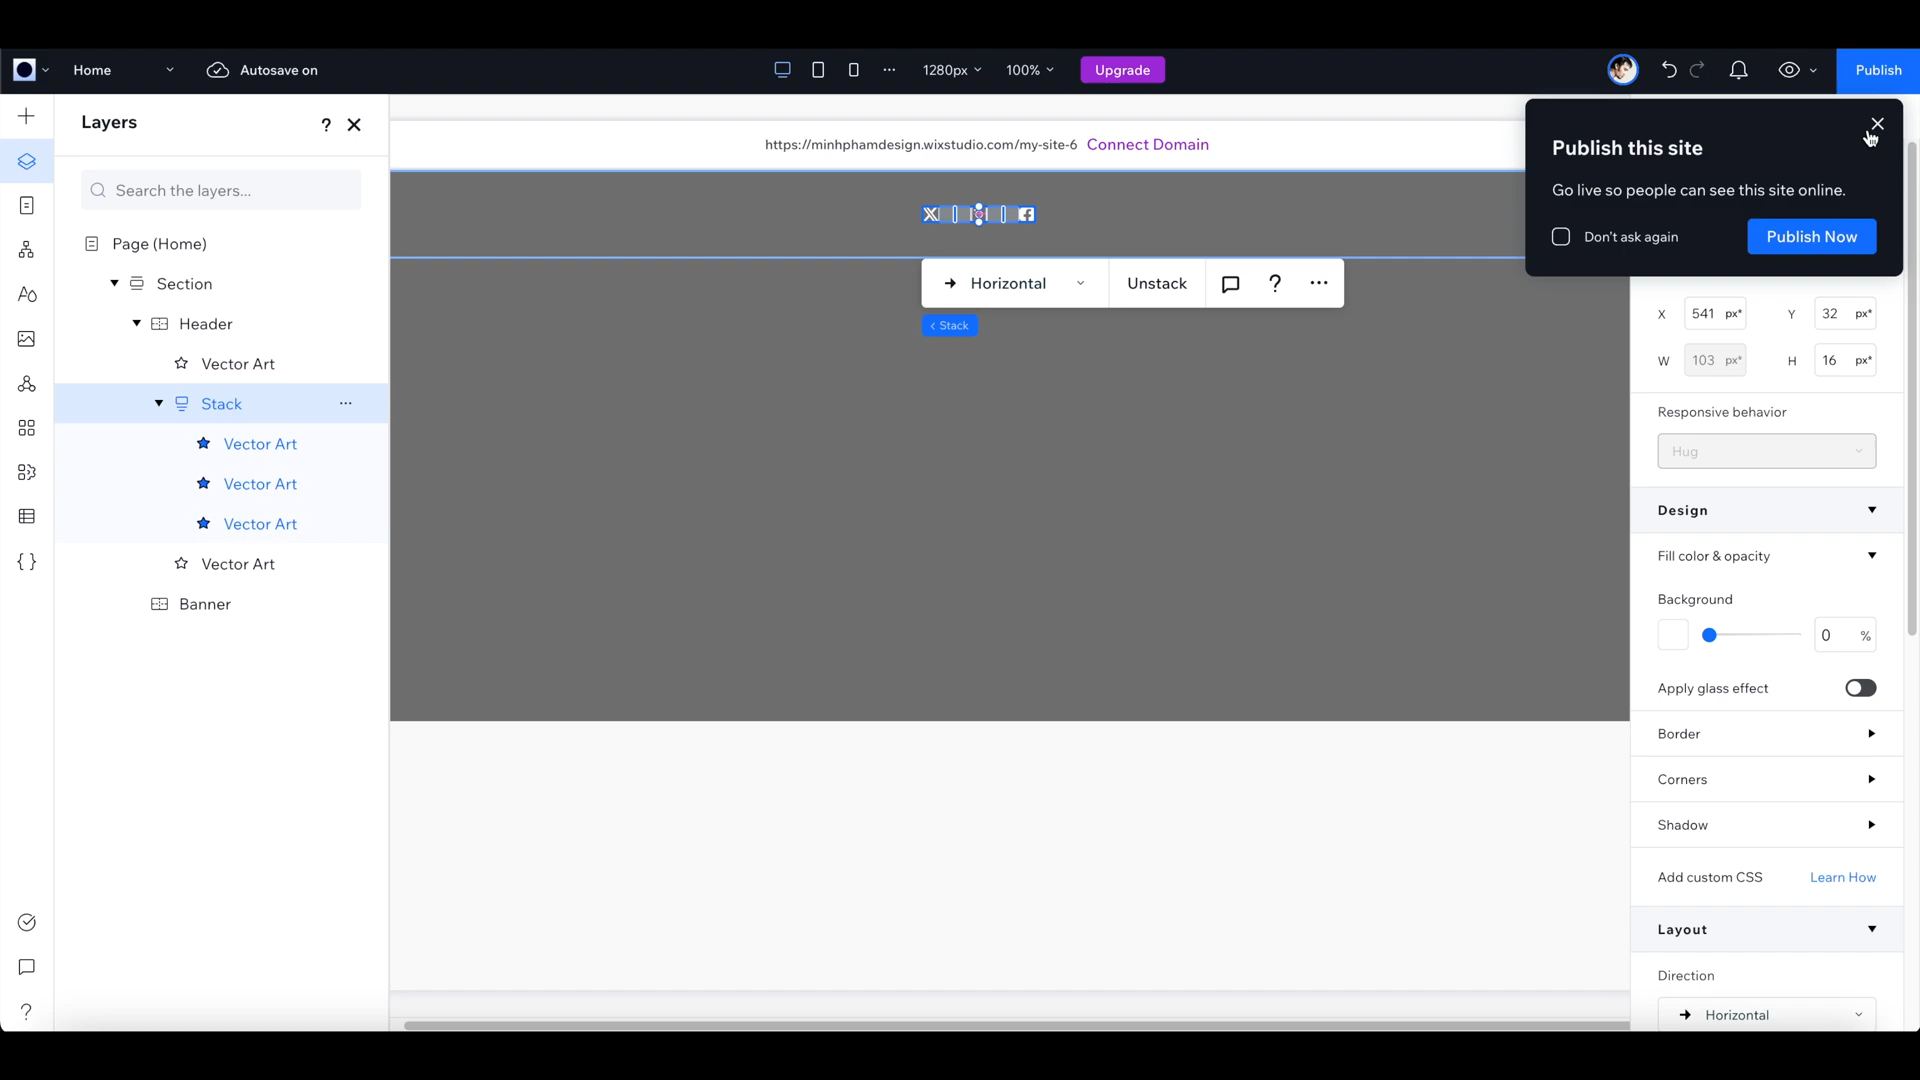 Home
Autosave on
1280px
100%
Upgrade
Publish
Layers
?
Search the layers...
Page (Home)
Section
Header
Vector Art
Stack
...
Vector Art
Vector Art
Vector Art
Vector Art
Banner
?
https://minhphamdesign.wixstudio.com/my-site-6 Connect Domain
Horizontal
Unstack
?
...
< Stack
Publish this site
Go live so people can see this site online.
Don't ask again
Publish Now
X 541 px* Y 32 px*
W 103 px* H 16 px*
Responsive behavior
Hug
Design
Fill color & opacity
Background
0 %
Apply glass effect
Border
Corners
Shadow
Add custom CSS Learn How
Layout
Direction
Horizontal